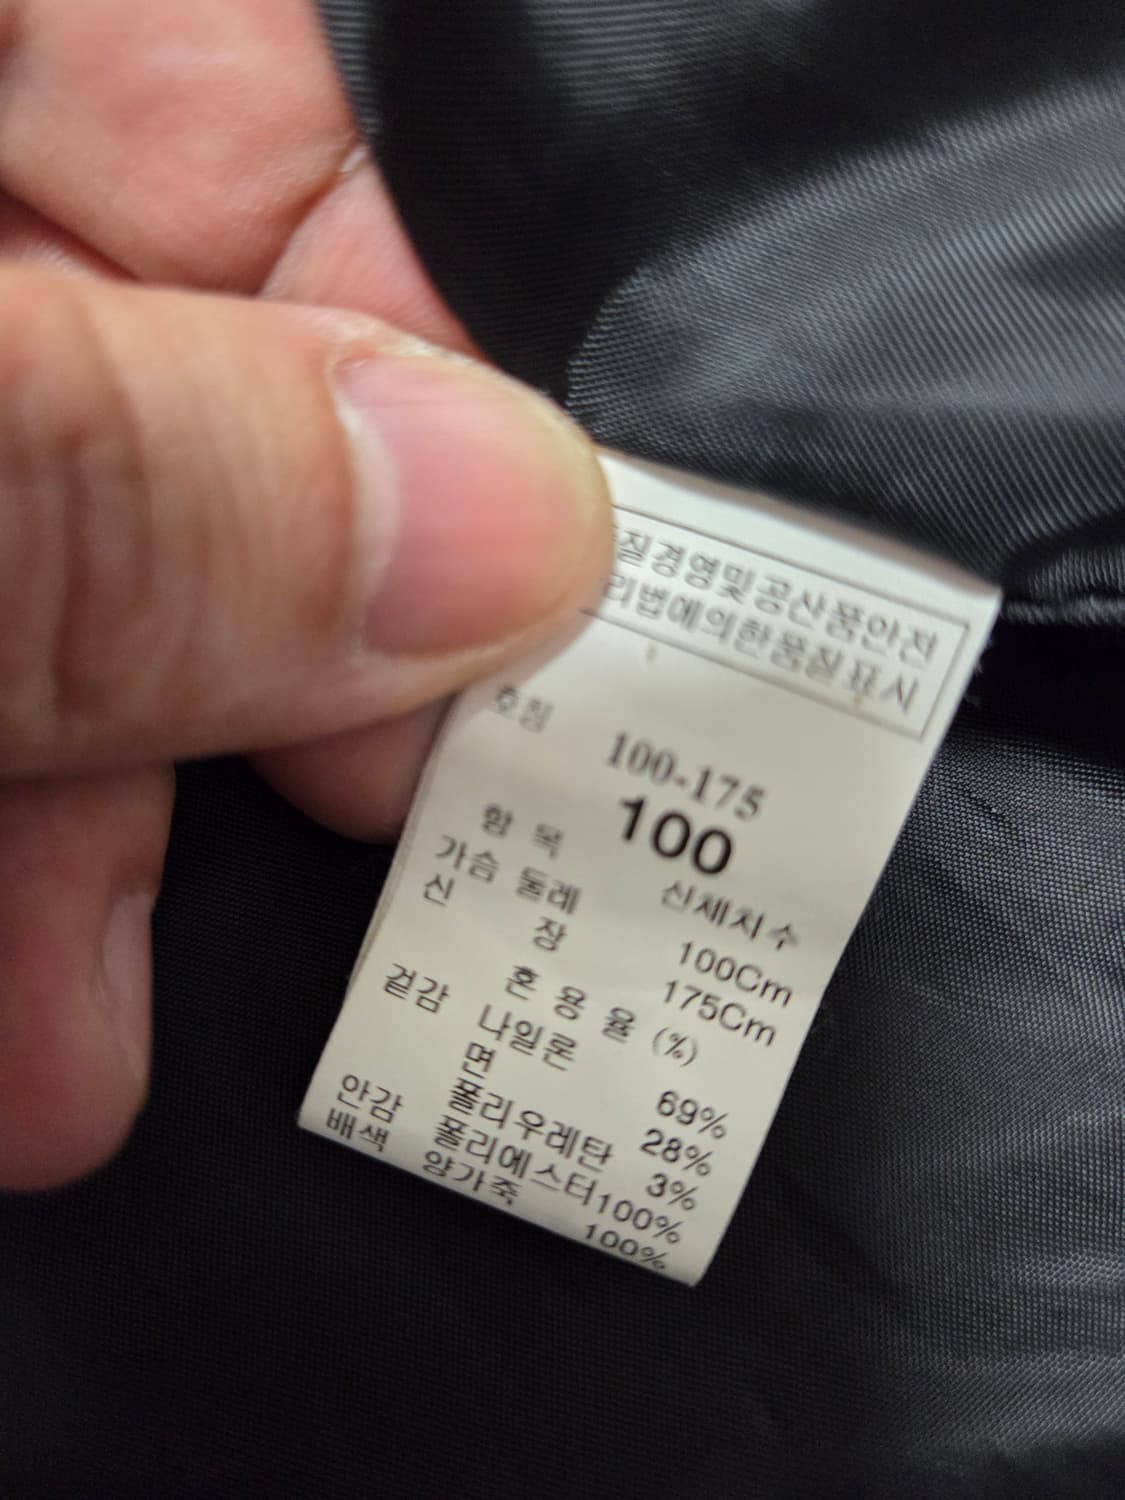 질경영및공산품안전
리법에의한품질표시
호칭 100-175
100
항 목 신체치수
가슴 둘레 100Cm
신 장 175Cm
혼 용 율 (%)
겉감 나일론 69%
면 28%
폴리우레탄 3%
안감 폴리에스터100%
배색 양가죽 100%